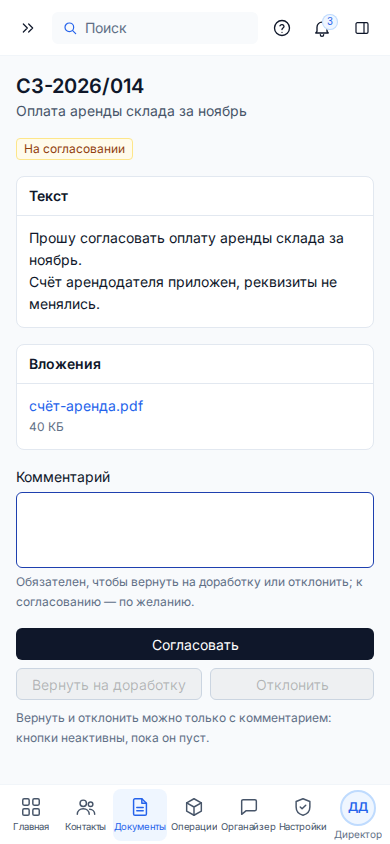 Поиск
3
СЗ-2026/014
Оплата аренды склада за ноябрь
На согласовании
Текст
Прошу согласовать оплату аренды склада за
ноябрь.
Счёт арендодателя приложен, реквизиты не
менялись.
Вложения
счёт-аренда.pdf
40 КБ
Комментарий
Обязателен, чтобы вернуть на доработку или отклонить; к
согласованию — по желанию.
Согласовать
Вернуть на доработку
Отклонить
Вернуть и отклонить можно только с комментарием:
кнопки неактивны, пока он пуст.
ДД
Главная Контакты Документы Операции Органайзер Настройки Директор